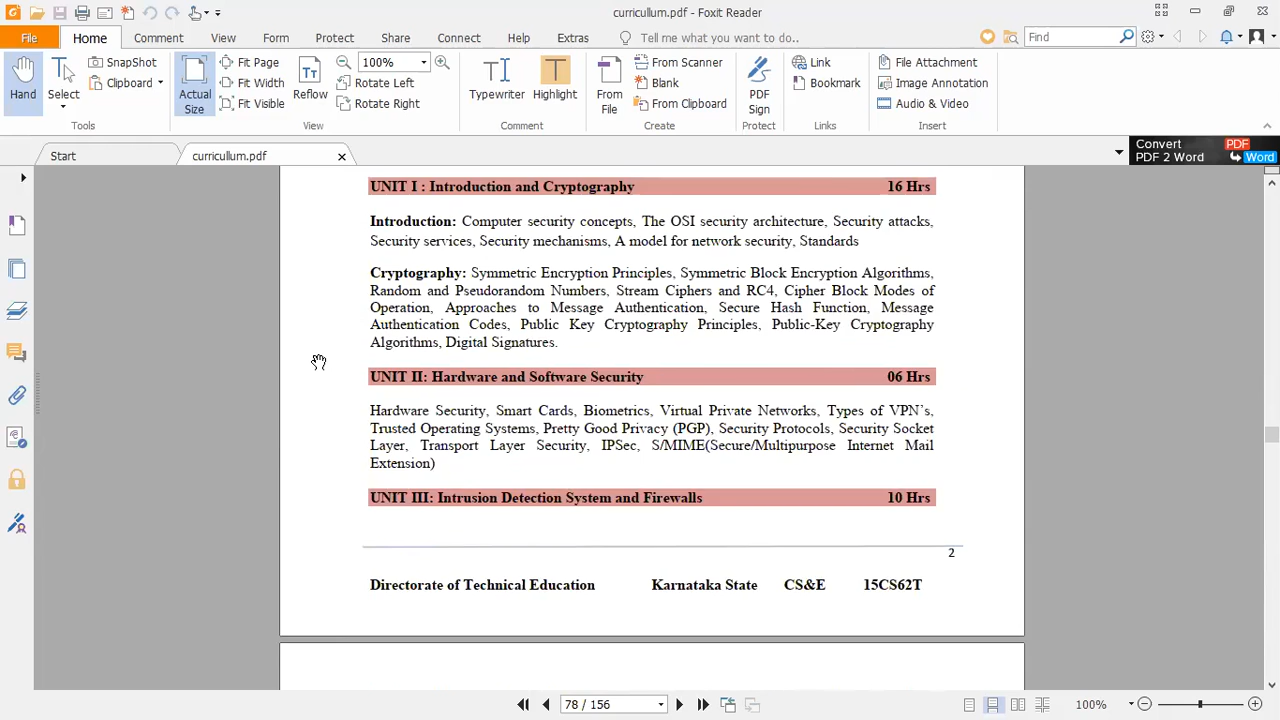 curricullum.pdf - Foxit Reader
File Home Comment View Form Protect Share Connect Help Extras Tell me what you want to do.. Find
Hand
Select
SnapShot
Clipboard
Tools
Actual
Size
Fit Page
Fit Width
Fit Visible
Reflow
100%
Rotate Left
Rotate Right
View
Typewriter
Highlight
Comment
From
File
From Scanner
Blank
From Clipboard
Create
PDF
Sign
Protect
Link
Bookmark
Links
File Attachment
Image Annotation
Audio & Video
Insert
Start
curricullum.pdf
Convert PDF
PDF 2 Word Word
UNIT I : Introduction and Cryptography 16 Hrs
Introduction: Computer security concepts, The OSI security architecture, Security attacks,
Security services, Security mechanisms, A model for network security, Standards
Cryptography: Symmetric Encryption Principles, Symmetric Block Encryption Algorithms,
Random and Pseudorandom Numbers, Stream Ciphers and RC4, Cipher Block Modes of
Operation, Approaches to Message Authentication, Secure Hash Function, Message
Authentication Codes, Public Key Cryptography Principles, Public-Key Cryptography
Algorithms, Digital Signatures.
UNIT II: Hardware and Software Security 06 Hrs
Hardware Security, Smart Cards, Biometrics, Virtual Private Networks, Types of VPN's,
Trusted Operating Systems, Pretty Good Privacy (PGP), Security Protocols, Security Socket
Layer, Transport Layer Security, IPSec, S/MIME(Secure/Multipurpose Internet Mail
Extension)
UNIT III: Intrusion Detection System and Firewalls 10 Hrs
2
Directorate of Technical Education Karnataka State CS&E 15CS62T
78 / 156
100%